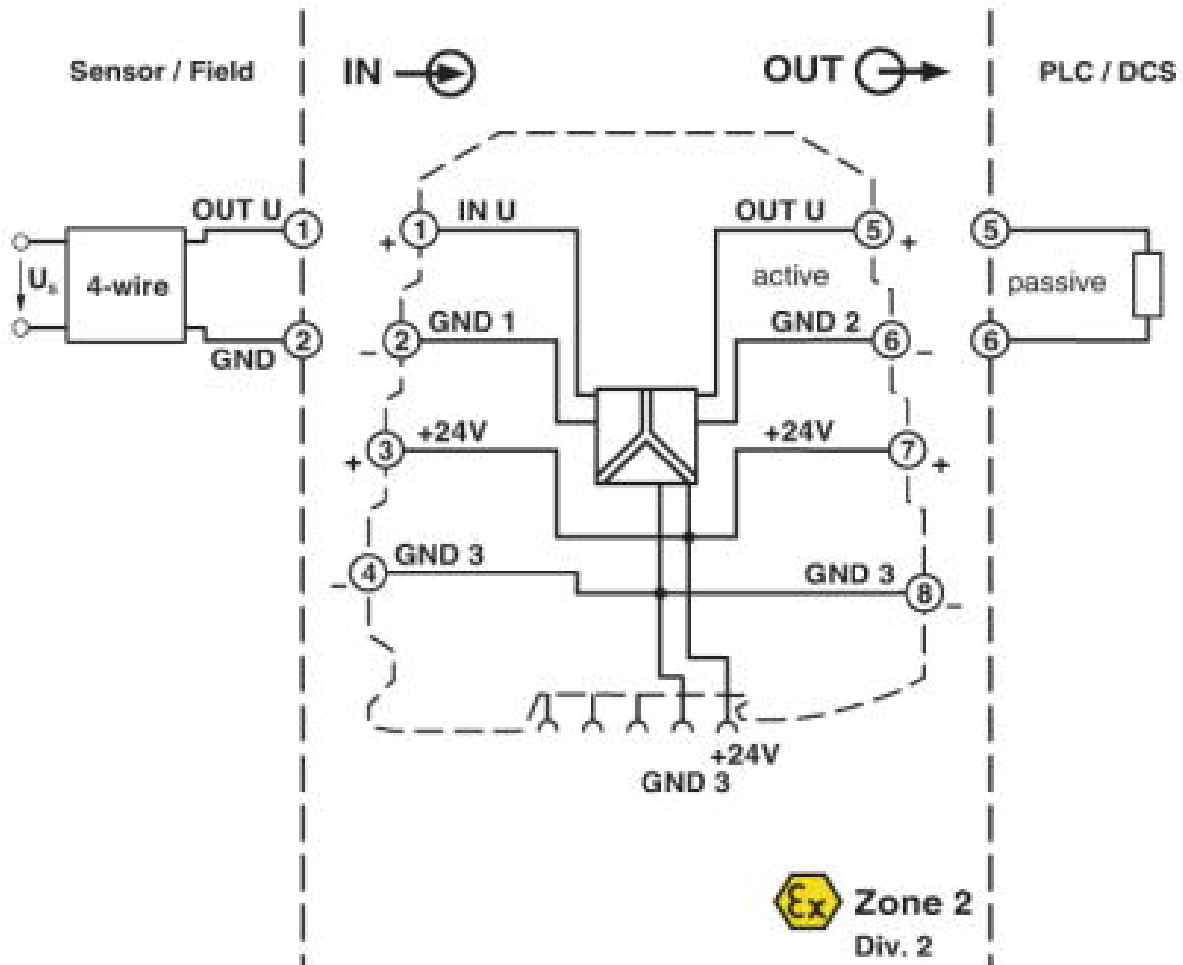 Sensor / Field
IN
OUT
PLC / DCS
OUT U
1
1
IN U
OUT U
5
5
+
+
Us
4-wire
active
passive
GND
2
2
GND 1
GND 2
6
6
–
–
3
+24V
+24V
7
+
+
4
GND 3
GND 3
8
–
–
+24V
GND 3
Ex
Zone 2
Div. 2